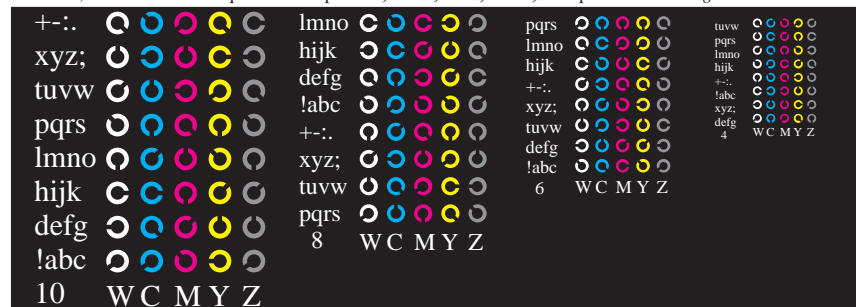 +-:.
xyz;
tuvw
pqrs
lmno
hijk
defg
!abc
10 W C M Y Z
lmno
hijk
defg
!abc
+-:.
xyz;
tuvw
pqrs
8 W C M Y Z
pqrs
lmno
hijk
+-:.
xyz;
tuvw
defg
!abc
6 W C M Y Z
tuvw
pqrs
lmno
hijk
+-:.
!abc
xyz;
defg
4 W C M Y Z